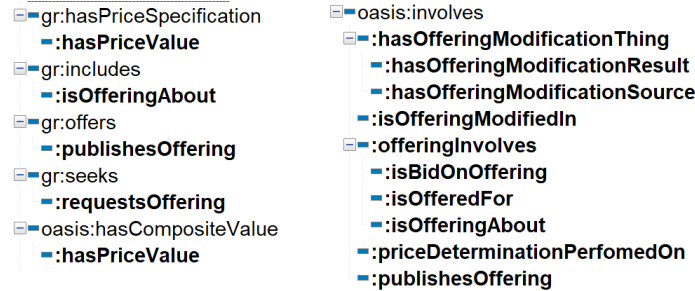 gr:hasPriceSpecification
:hasPriceValue
gr:includes
:isOfferingAbout
gr:offers
:publishesOffering
gr:seeks
:requestsOffering
oasis:hasCompositeValue
:hasPriceValue
oasis:involves
:hasOfferingModificationThing
:hasOfferingModificationResult
:hasOfferingModificationSource
:isOfferingModifiedIn
:offeringInvolves
:isBidOnOffering
:isOfferedFor
:isOfferingAbout
:priceDeterminationPerfomedOn
:publishesOffering